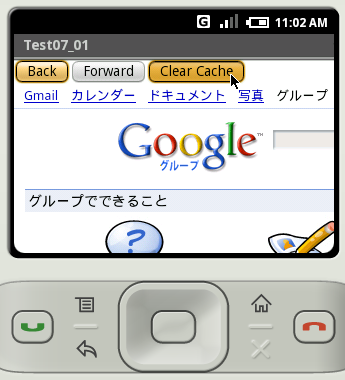 G 11:02 AM
Test07_01
Back Forward Clear Cache
Gmail カレンダー ドキュメント 写真 グループ
Google™
グループ
グループでできること
?